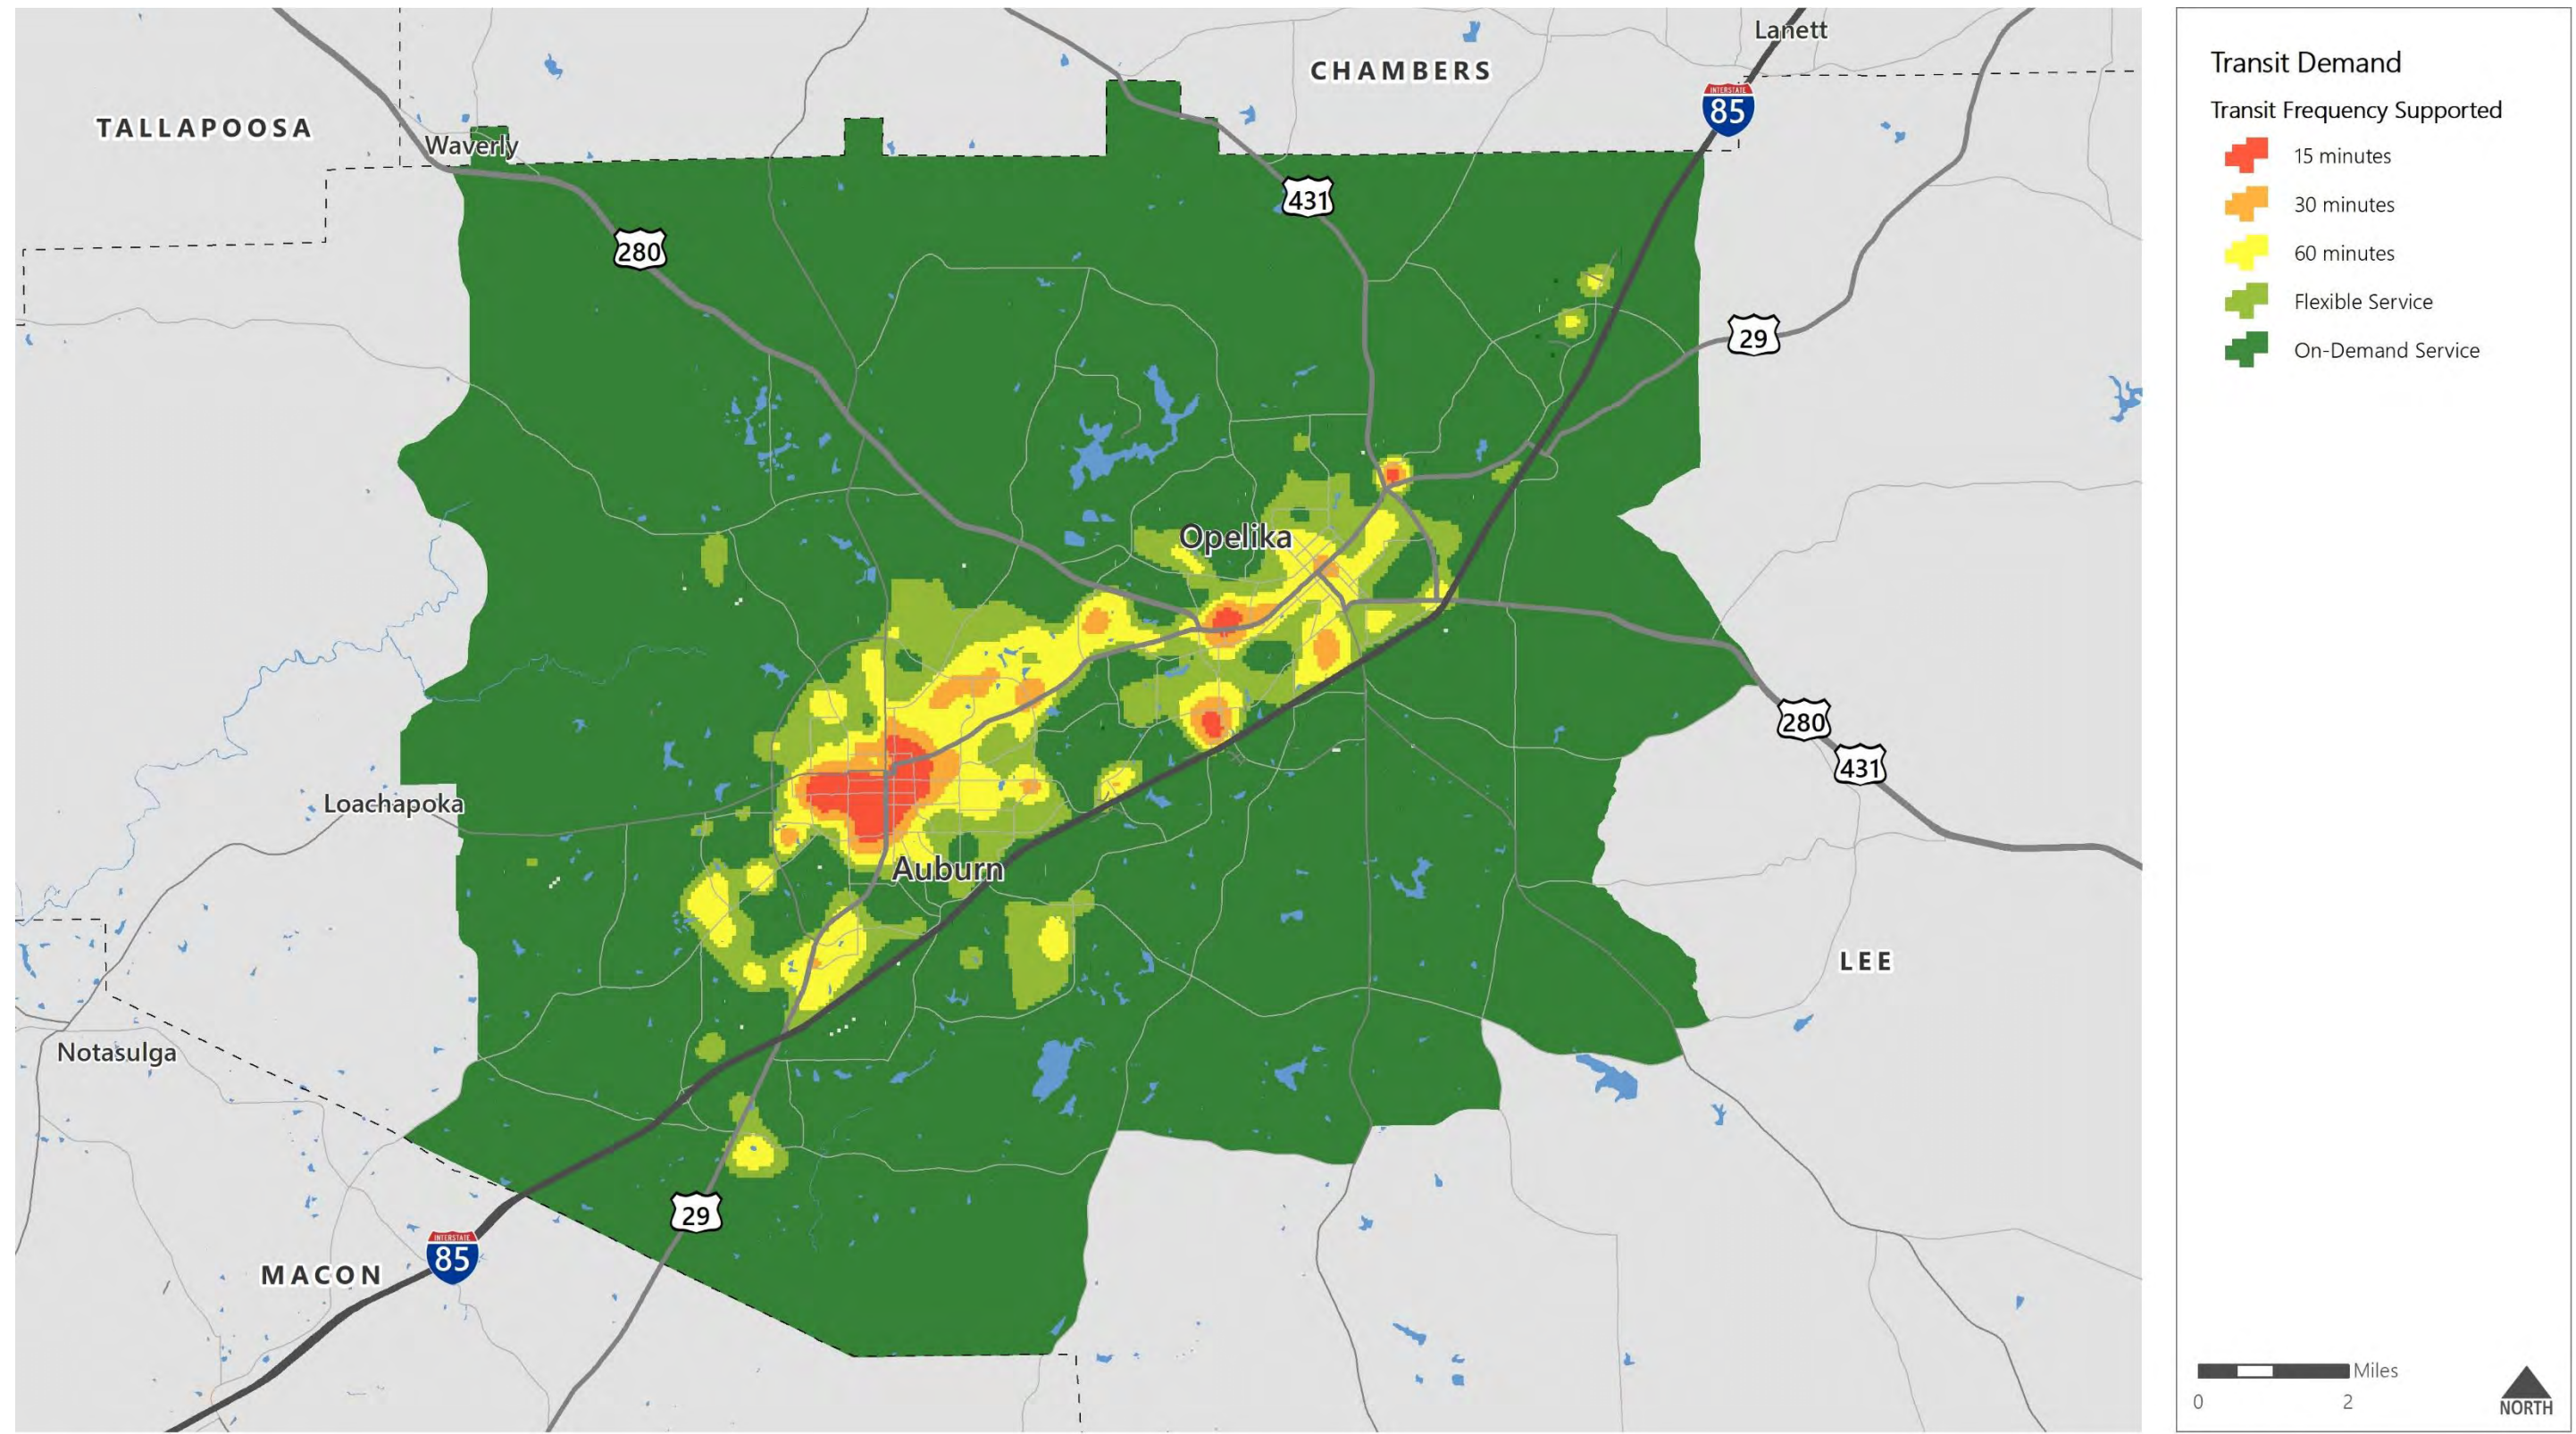 Lanett
CHAMBERS
INTERSTATE
85
TALLAPOOSA
Waverly
431
280
29
Opelika
280
431
Loachapoka
Auburn
LEE
Notasulga
29
INTERSTATE
85
MACON
Transit Demand
Transit Frequency Supported
15 minutes
30 minutes
60 minutes
Flexible Service
On-Demand Service
Miles
0 2
NORTH